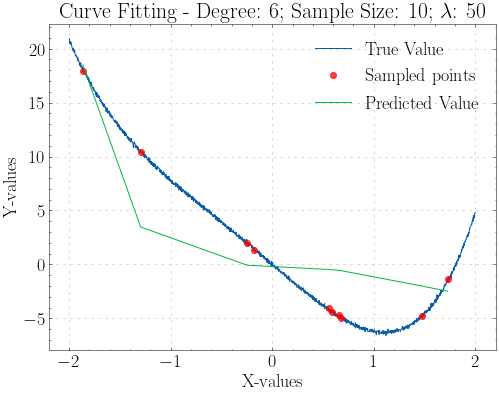 Curve Fitting - Degree: 6; Sample Size: 10; λ: 50
True Value
Sampled points
Predicted Value
Y-values
20
15
10
5
0
−5
−2
−1
0
1
2
X-values